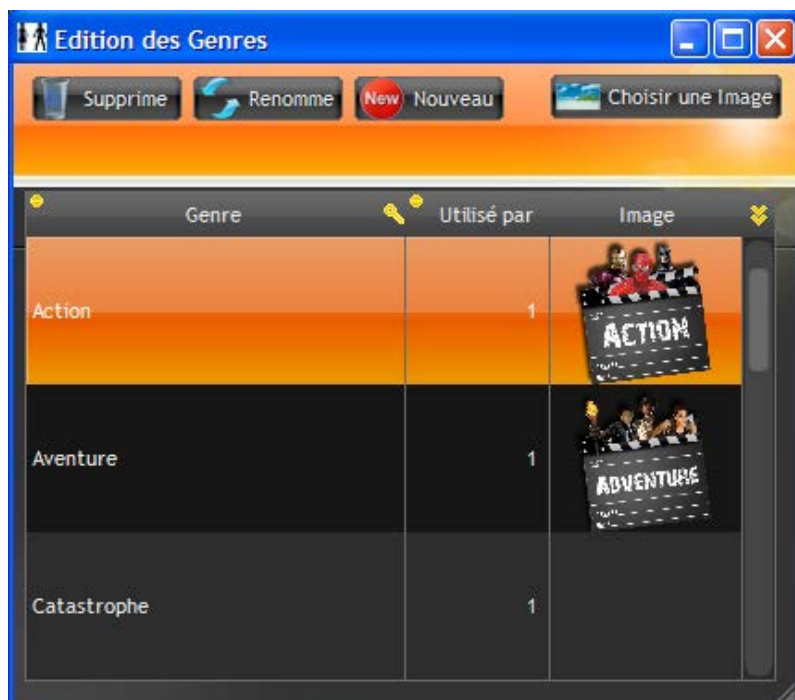 Edition des Genres
Supprime Renomme New Nouveau Choisir une Image
Genre Utilisé par Image
Action 1 ACTION
Aventure 1 ADVENTURE
Catastrophe 1